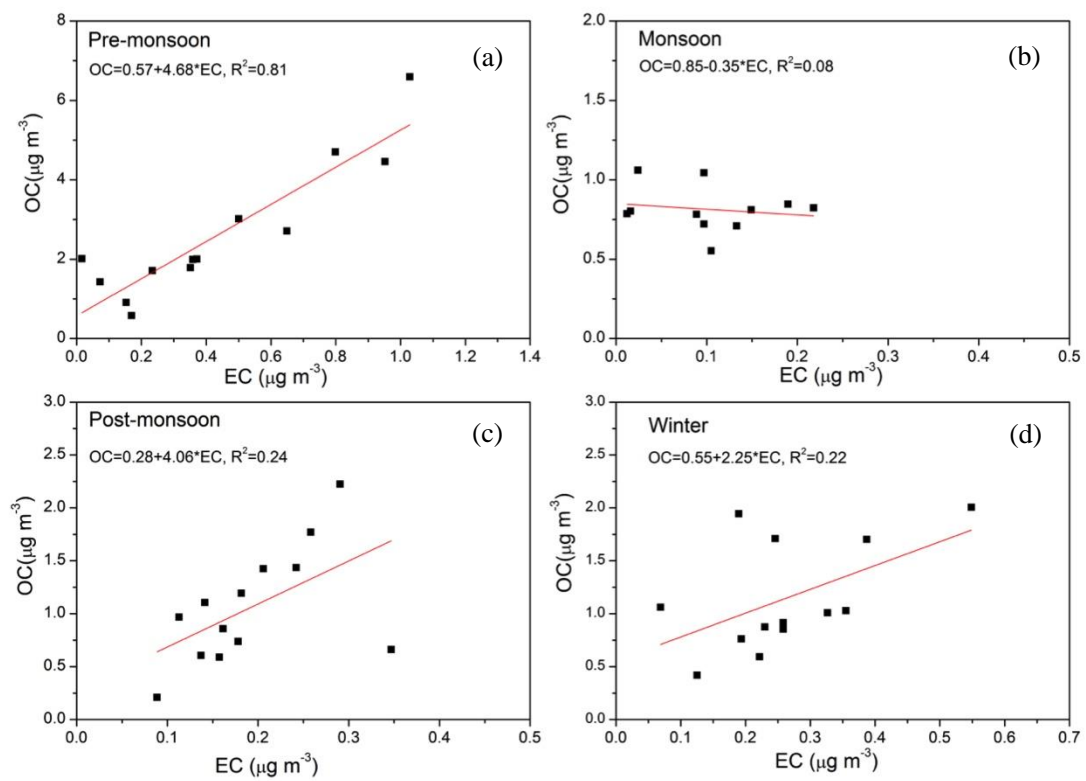 Pre-monsoon
(a)
OC=0.57+4.68*EC, R²=0.81
OC(μg m⁻³)
8
6
4
2
0
0.0 0.2 0.4 0.6 0.8 1.0 1.2 1.4
EC (μg m⁻³)
Monsoon
(b)
OC=0.85-0.35*EC, R²=0.08
OC(μg m⁻³)
2.0
1.5
1.0
0.5
0.0
0.0 0.1 0.2 0.3 0.4 0.5
EC (μg m⁻³)
Post-monsoon
(c)
OC=0.28+4.06*EC, R²=0.24
OC(μg m⁻³)
3.0
2.5
2.0
1.5
1.0
0.5
0.0
0.0 0.1 0.2 0.3 0.4 0.5
EC (μg m⁻³)
Winter
(d)
OC=0.55+2.25*EC, R²=0.22
OC(μg m⁻³)
3.0
2.5
2.0
1.5
1.0
0.5
0.0
0.0 0.1 0.2 0.3 0.4 0.5 0.6 0.7
EC (μg m⁻³)